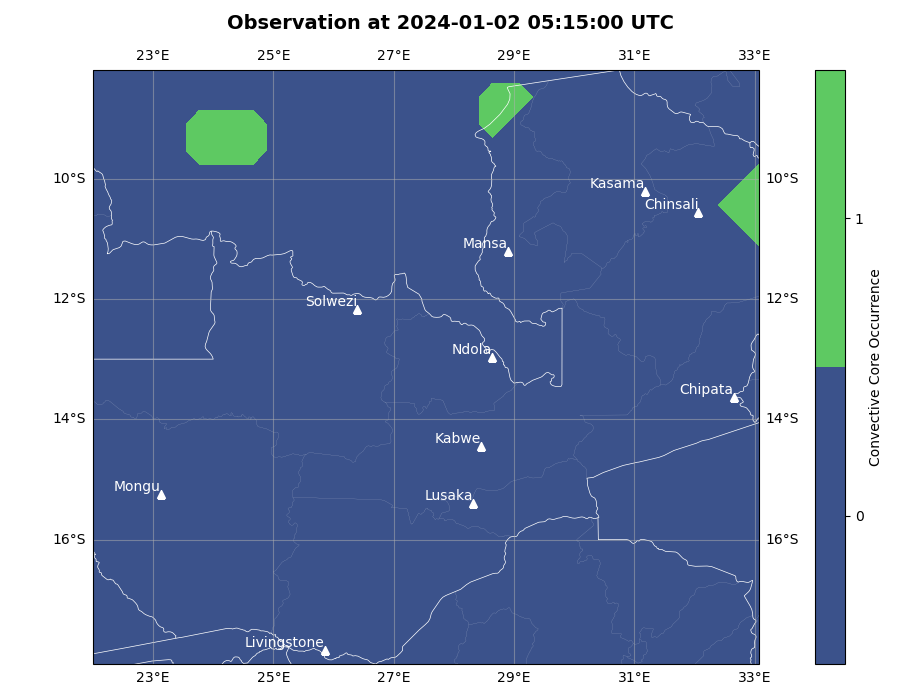 Observation at 2024-01-02 05:15:00 UTC
23°E 25°E 27°E 29°E 31°E 33°E
10°S 10°S
Kasama
Chinsali
1
Mansa
12°S 12°S
Solwezi
Ndola
Convective Core Occurrence
Chipata
14°S 14°S
Kabwe
Mongu
Lusaka
0
16°S 16°S
Livingstone
23°E 25°E 27°E 29°E 31°E 33°E